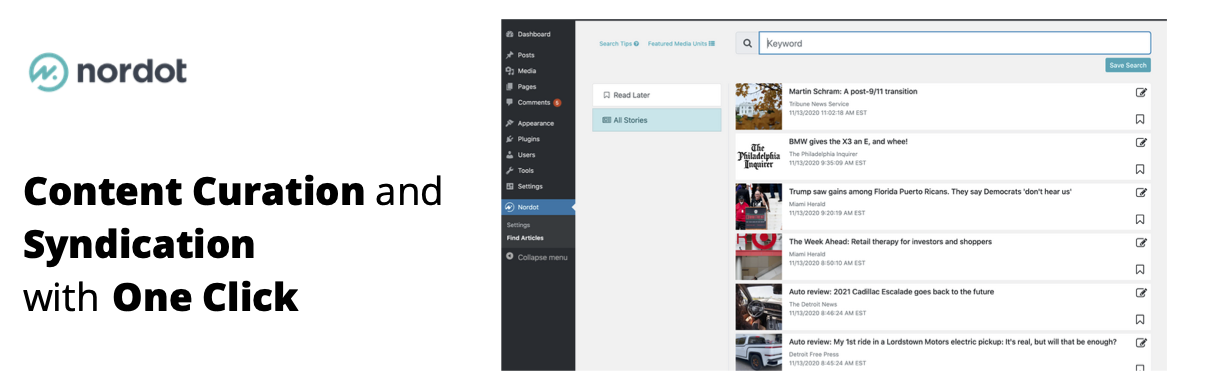 nordot
Content Curation and
Syndication
with One Click
Dashboard
Posts
Media
Pages
Comments 5
Appearance
Plugins
Users
Tools
Settings
Nordot
Settings
Find Articles
Collapse menu
Search Tips
Featured Media Units
Keyword
Save Search
Read Later
All Stories
Martin Schram: A post-9/11 transition
Tribune News Service
11/13/2020 11:02:18 AM EST
The
Philadelphia
Inquirer
BMW gives the X3 an E, and whee!
The Philadelphia Inquirer
11/13/2020 9:35:09 AM EST
Trump saw gains among Florida Puerto Ricans. They say Democrats 'don't hear us'
Miami Herald
11/13/2020 9:20:19 AM EST
The Week Ahead: Retail therapy for investors and shoppers
Miami Herald
11/13/2020 8:50:10 AM EST
Auto review: 2021 Cadillac Escalade goes back to the future
The Detroit News
11/13/2020 8:46:24 AM EST
Auto review: My 1st ride in a Lordstown Motors electric pickup: It's real, but will that be enough?
Detroit Free Press
11/13/2020 8:45:24 AM EST